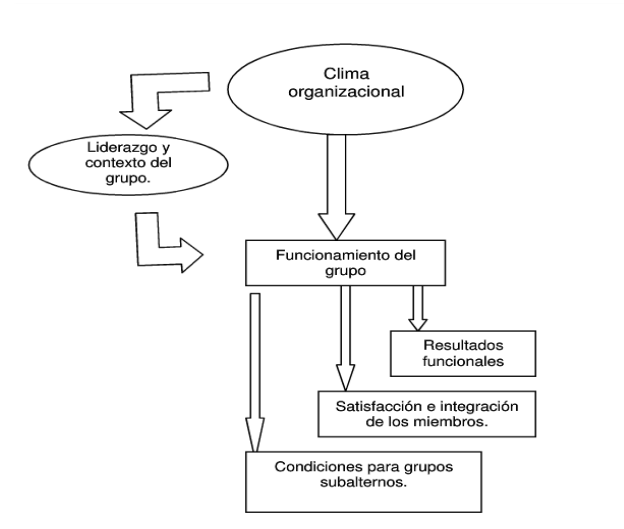 Clima
organizacional
Liderazgo y
contexto del
grupo.
Funcionamiento del
grupo
Resultados
funcionales
Satisfacción e integración
de los miembros.
Condiciones para grupos
subalternos.